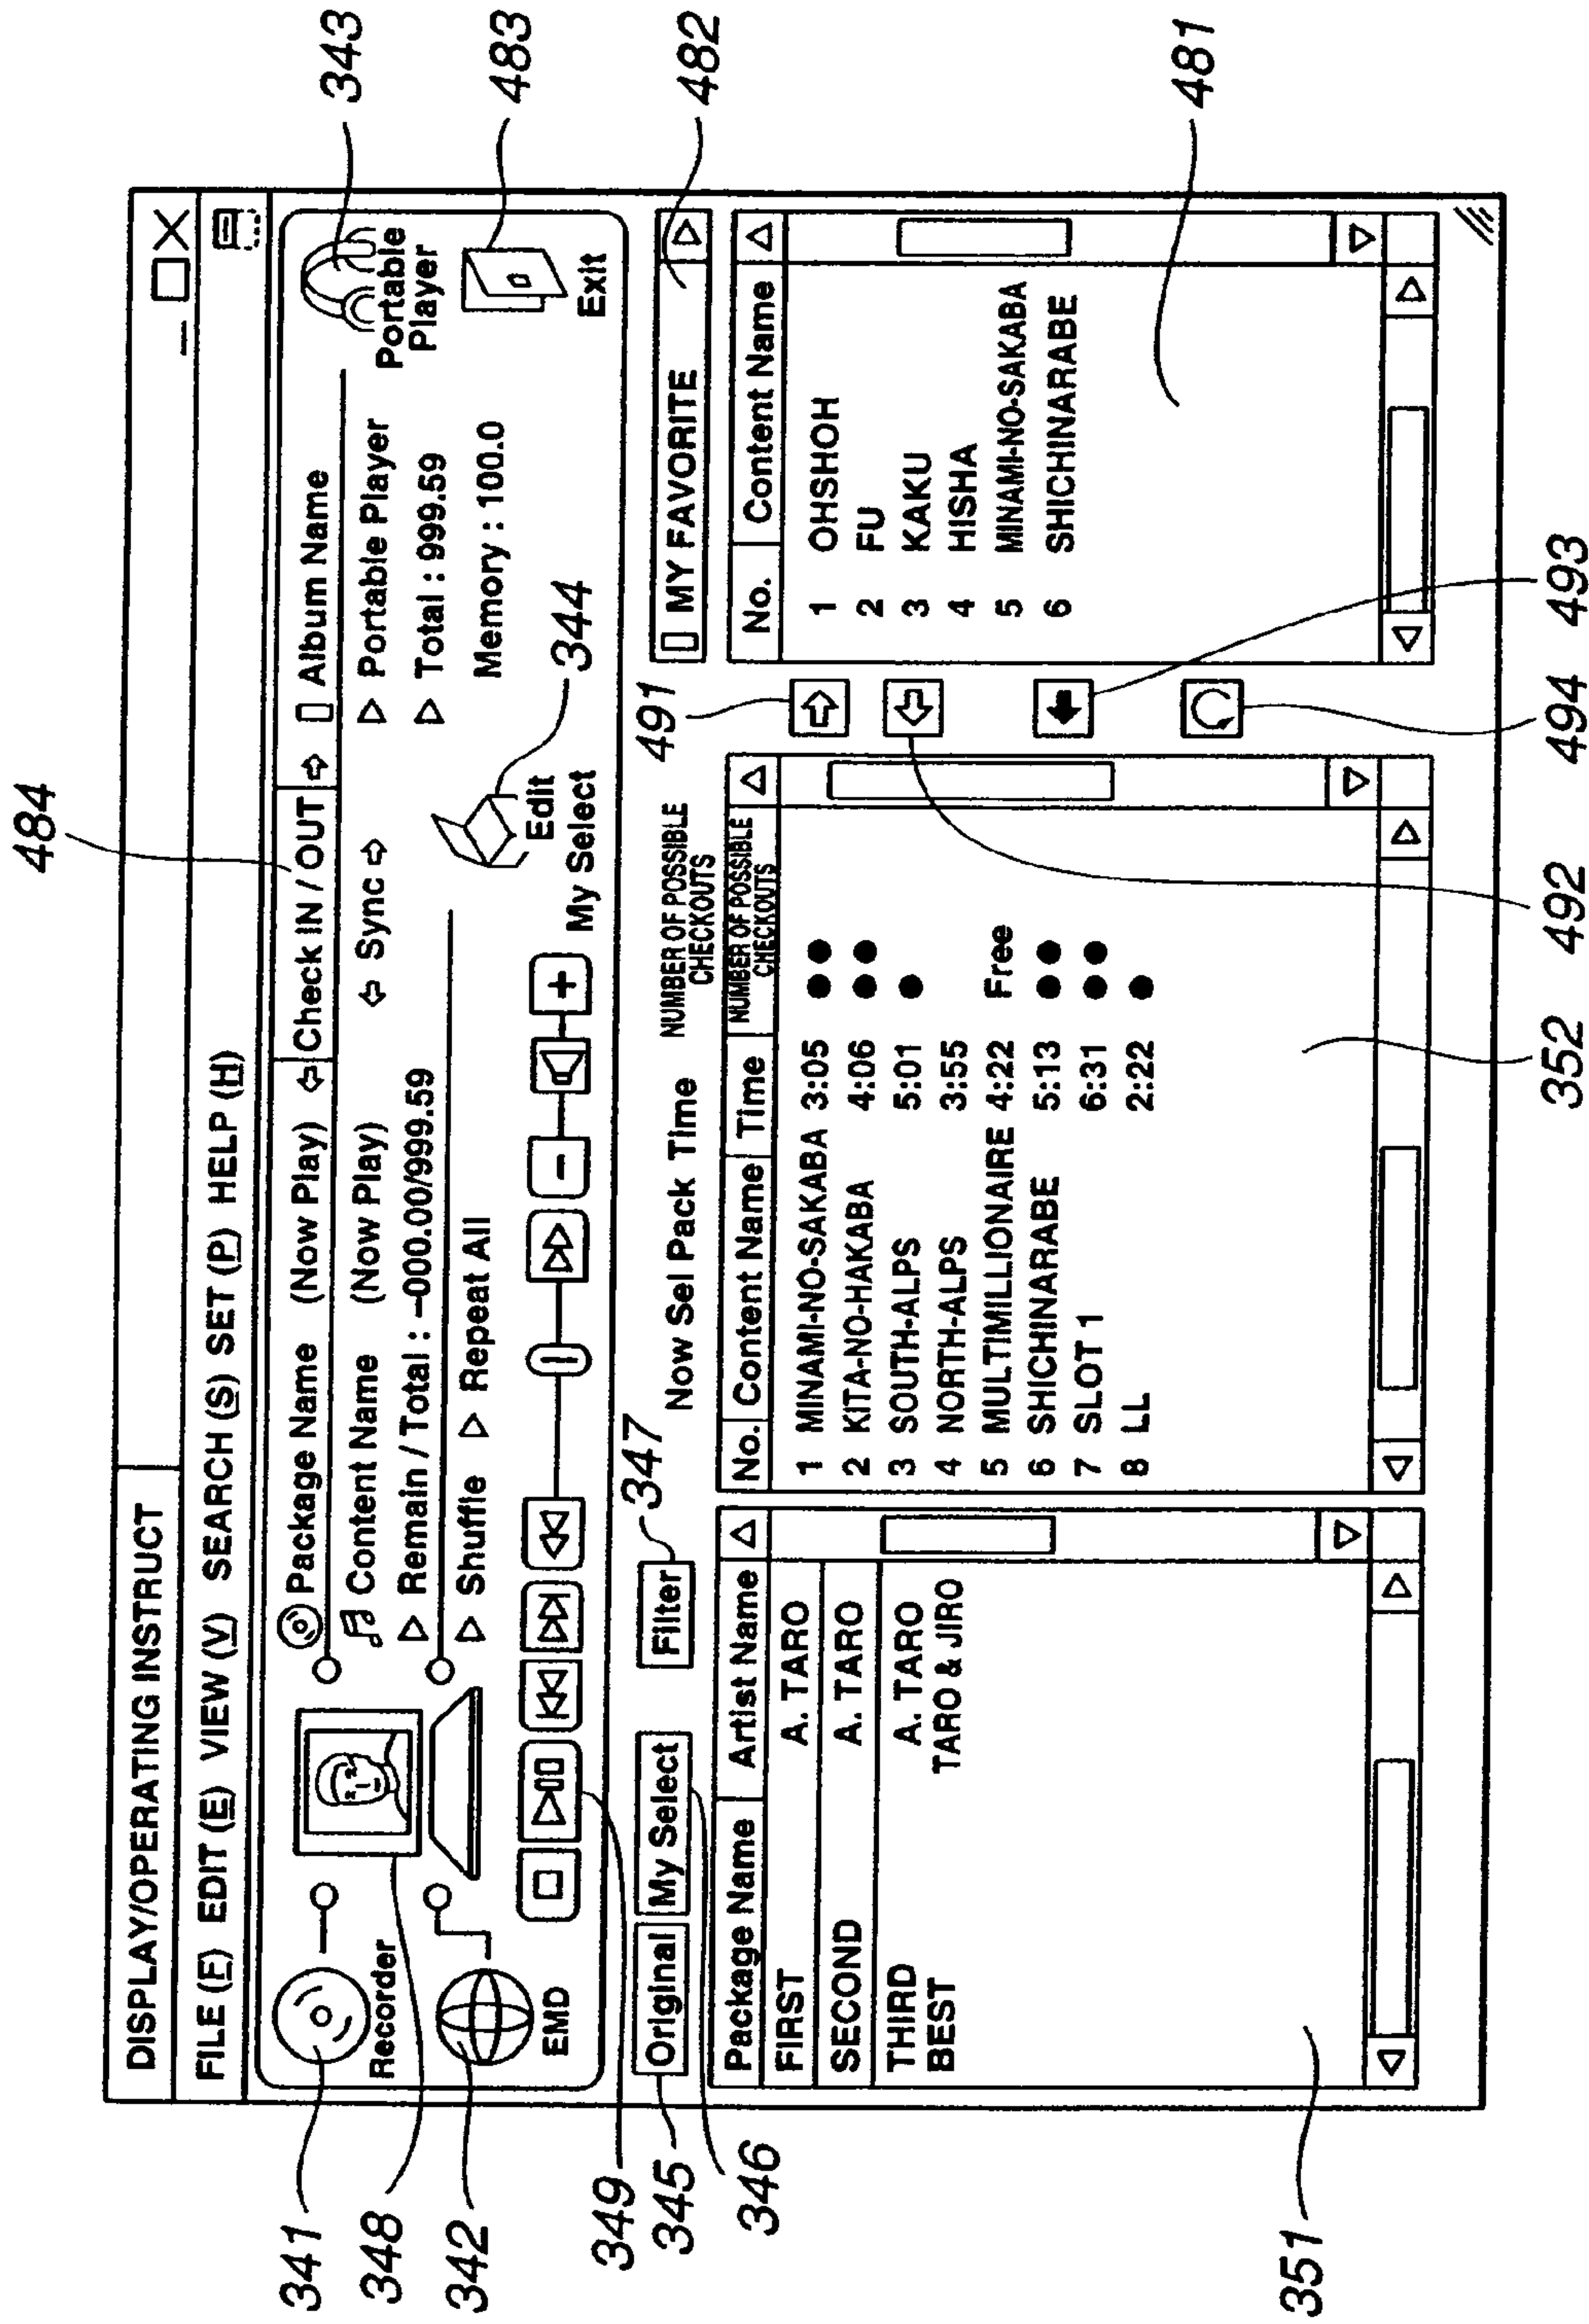 484
DISPLAY/OPERATING INSTRUCT
FILE (F) EDIT (E) VIEW (V) SEARCH (S) SET (P) HELP (H)
341
348
342
349
345
346
351
Recorder
EMD
Package Name (Now Play)
Check IN / OUT
Album Name
Content Name (Now Play)
Sync
Portable Player
Remain / Total : -000.00/999.59
Total : 999.59
Shuffle
Repeat All
Memory : 100.0
Edit
My Select
344
Portable
Player
Exit
343
483
482
481
Original
My Select
Filter
347
Now Sel Pack Time
NUMBER OF POSSIBLE
CHECKOUTS
491
MY FAVORITE
Package Name Artist Name
FIRST A. TARO
SECOND A. TARO
THIRD A. TARO
BEST TARO & JIRO
No. Content Name Time NUMBER OF POSSIBLE
CHECKOUTS
1 MINAMI-NO-SAKABA 3:05 ●●
2 KITA-NO-HAKABA 4:06 ●●
3 SOUTH-ALPS 5:01 ●
4 NORTH-ALPS 3:55
5 MULTIMILLIONAIRE 4:22 Free
6 SHICHINARABE 5:13 ●●
7 SLOT 1 6:31 ●●
8 LL 2:22 ●
No. Content Name
1 OHSHOH
2 FU
3 KAKU
4 HISHA
5 MINAMI-NO-SAKABA
6 SHICHINARABE
352
492
494
493